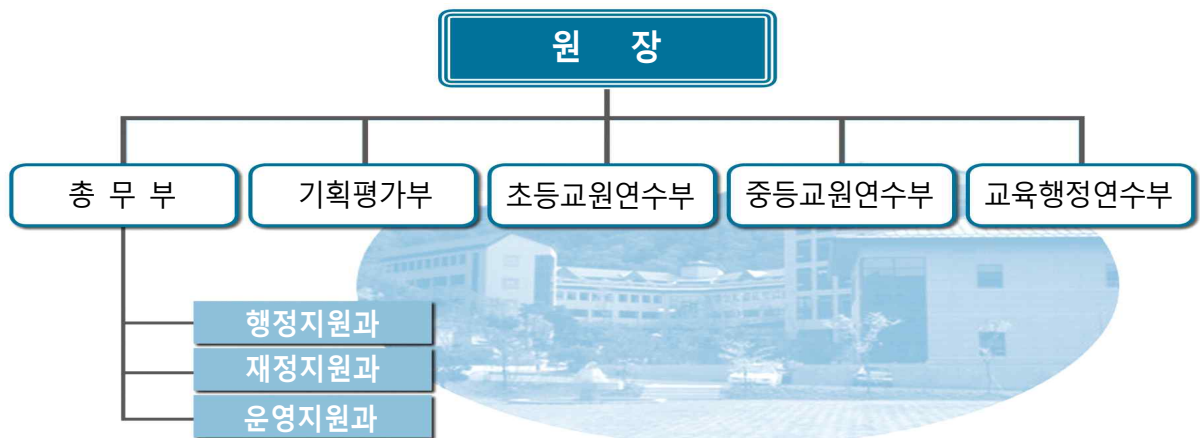 원 장
총 무 부
기획평가부
초등교원연수부
중등교원연수부
교육행정연수부
행정지원과
재정지원과
운영지원과